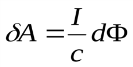 δA = I/c dΦ